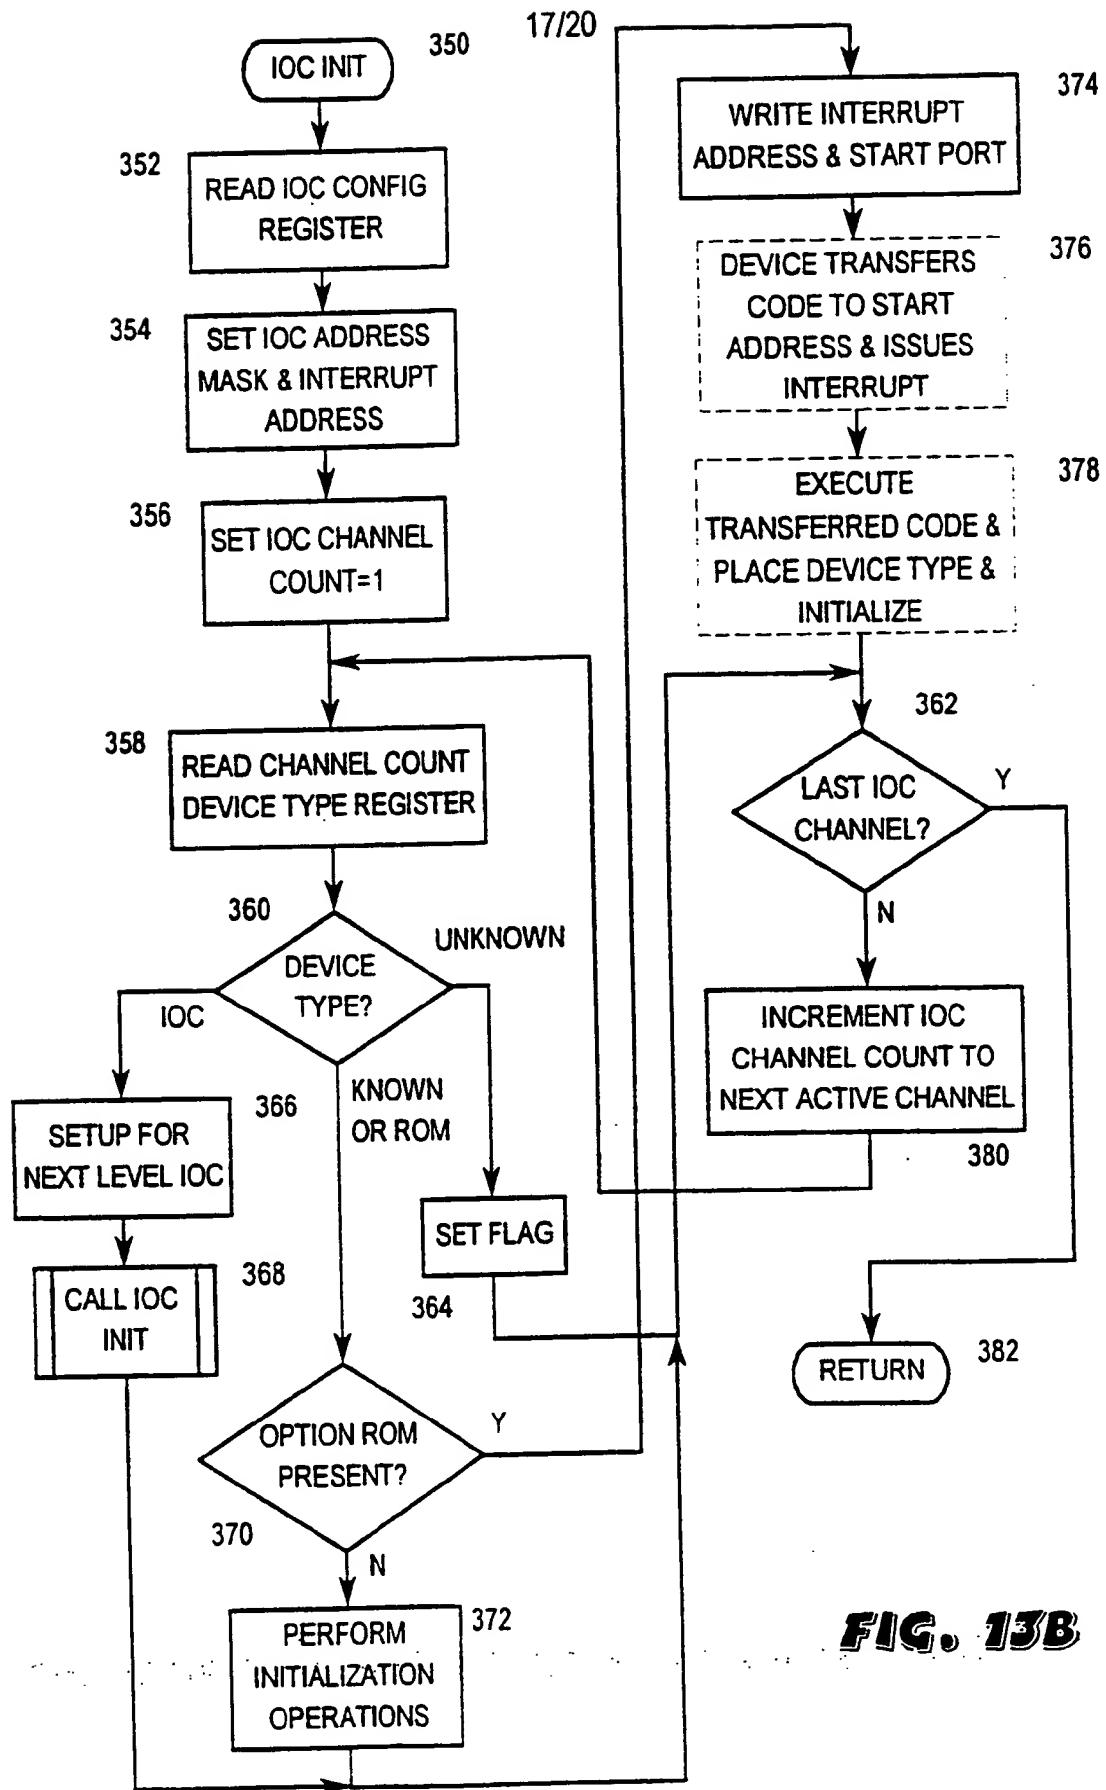 350
IOC INIT
352
READ IOC CONFIG
REGISTER
354
SET IOC ADDRESS
MASK & INTERRUPT
ADDRESS
356
SET IOC CHANNEL
COUNT=1
358
READ CHANNEL COUNT
DEVICE TYPE REGISTER
360
DEVICE
TYPE?
UNKNOWN
IOC
KNOWN
OR ROM
366
SETUP FOR
NEXT LEVEL IOC
368
CALL IOC
INIT
SET FLAG
364
OPTION ROM
PRESENT?
Y
370
N
372
PERFORM
INITIALIZATION
OPERATIONS
17/20
374
WRITE INTERRUPT
ADDRESS & START PORT
376
DEVICE TRANSFERS
CODE TO START
ADDRESS & ISSUES
INTERRUPT
378
EXECUTE
TRANSFERRED CODE &
PLACE DEVICE TYPE &
INITIALIZE
362
LAST IOC
CHANNEL?
Y
N
INCREMENT IOC
CHANNEL COUNT TO
NEXT ACTIVE CHANNEL
380
RETURN
382
FIG. 13B